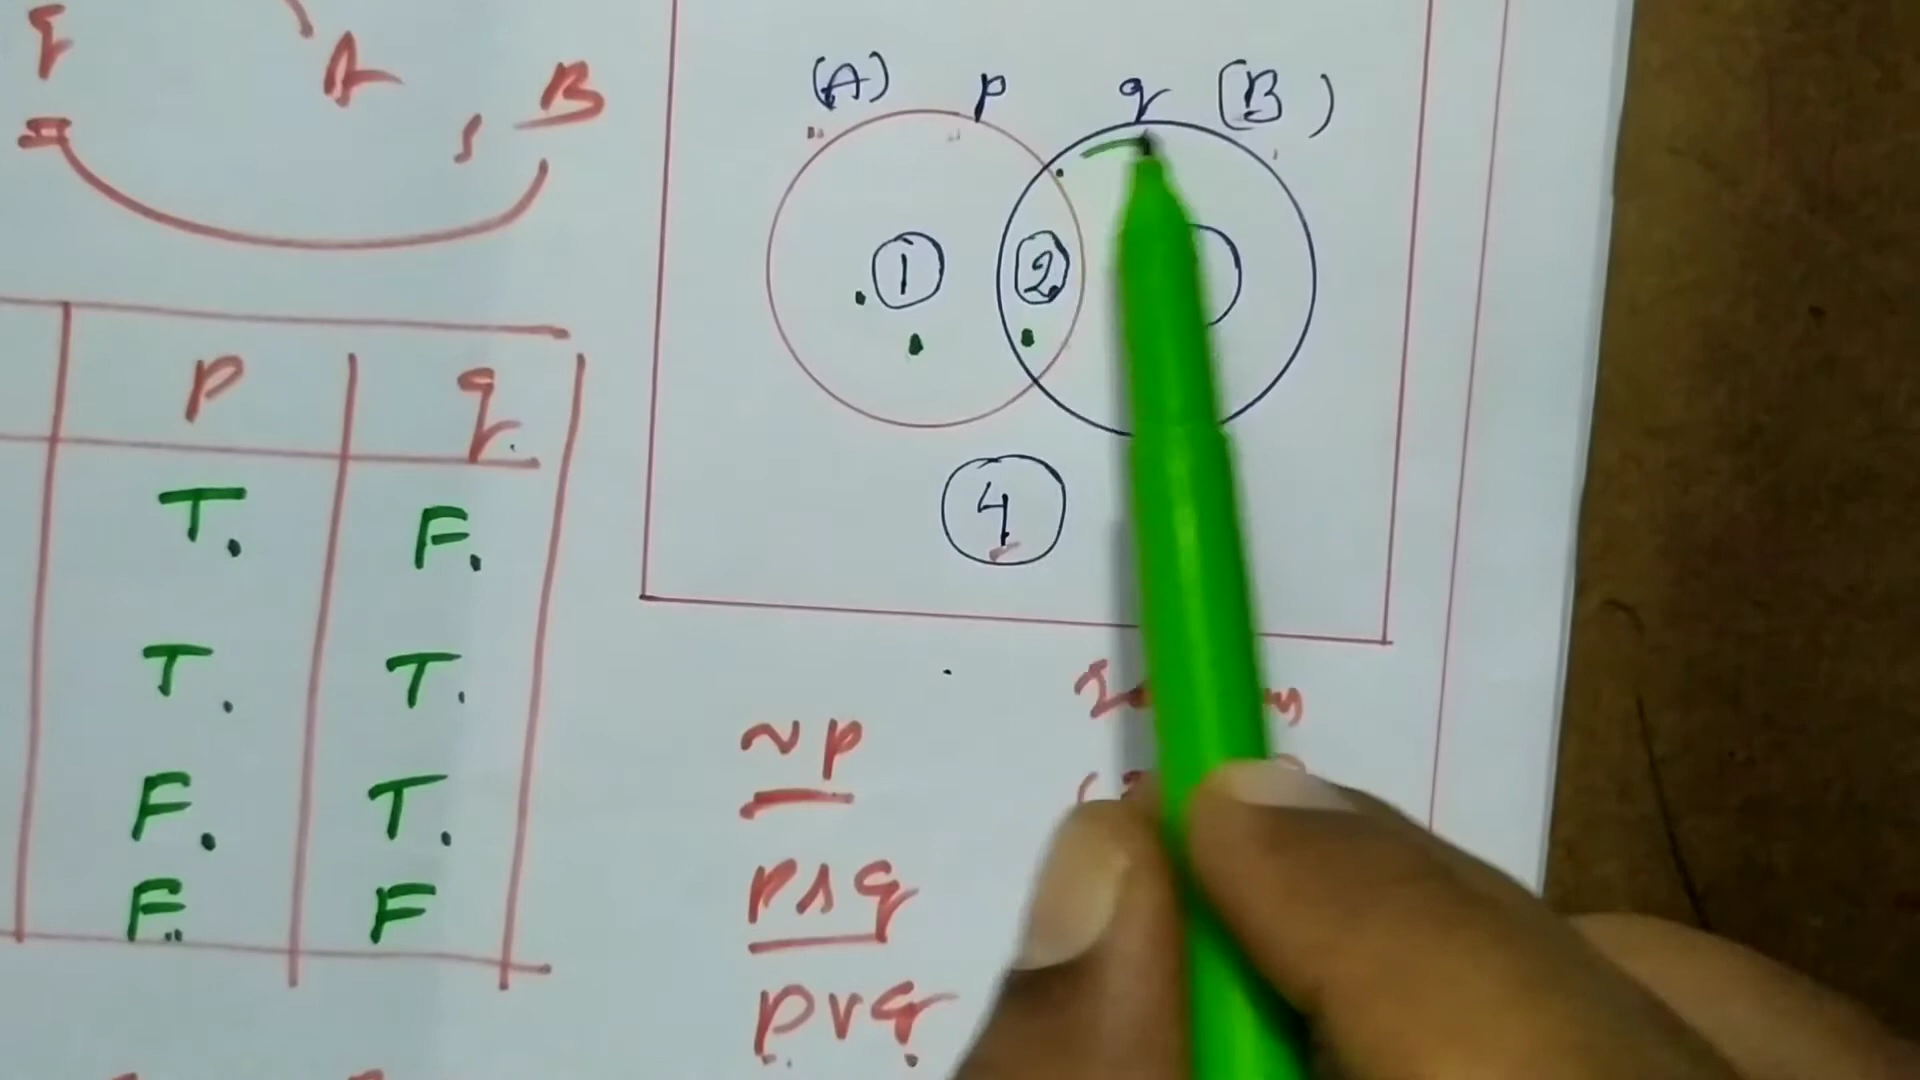 q A B
(A) p q (B)
1 2
4
p q
T. F.
T. T.
F. T.
F F
~p
p∧q
p∨q